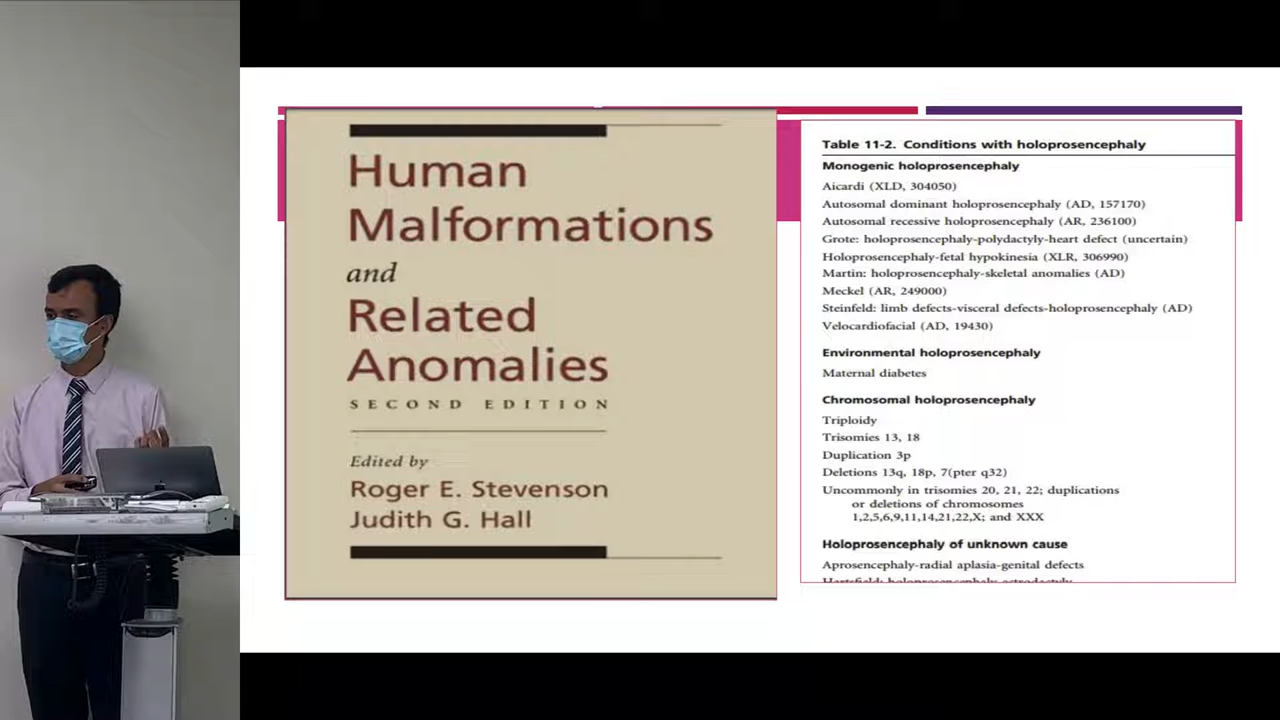 Human
Malformations
and
Related
Anomalies
SECOND EDITION
Edited by
Roger E. Stevenson
Judith G. Hall
Table 11-2. Conditions with holoprosencephaly
Monogenic holoprosencephaly
Aicardi (XLD, 304050)
Autosomal dominant holoprosencephaly (AD, 157170)
Autosomal recessive holoprosencephaly (AR, 236100)
Grote: holoprosencephaly-polydactyly-heart defect (uncertain)
Holoprosencephaly-fetal hypokinesia (XLR, 306990)
Martin: holoprosencephaly-skeletal anomalies (AD)
Meckel (AR, 249000)
Steinfeld: limb defects-visceral defects-holoprosencephaly (AD)
Velocardiofacial (AD, 19430)
Environmental holoprosencephaly
Maternal diabetes
Chromosomal holoprosencephaly
Triploidy
Trisomies 13, 18
Duplication 3p
Deletions 13q, 18p, 7(pter q32)
Uncommonly in trisomies 20, 21, 22; duplications
or deletions of chromosomes
1,2,5,6,9,11,14,21,22,X; and XXX
Holoprosencephaly of unknown cause
Aprosencephaly-radial aplasia-genital defects
Hartsfield: holoprosencephaly-ectrodactyly